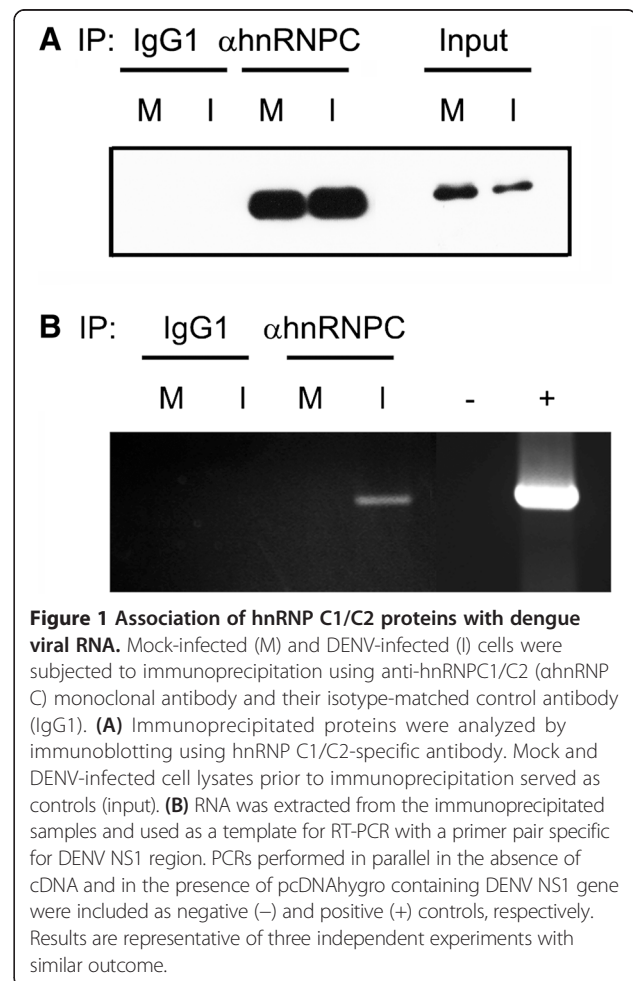 A IP: IgG1 αhnRNPC Input
M I M I M I
B IP: IgG1 αhnRNPC
M I M I - +
Figure 1 Association of hnRNP C1/C2 proteins with dengue
viral RNA. Mock-infected (M) and DENV-infected (I) cells were
subjected to immunoprecipitation using anti-hnRNPC1/C2 (αhnRNP
C) monoclonal antibody and their isotype-matched control antibody
(IgG1). (A) Immunoprecipitated proteins were analyzed by
immunoblotting using hnRNP C1/C2-specific antibody. Mock and
DENV-infected cell lysates prior to immunoprecipitation served as
controls (input). (B) RNA was extracted from the immunoprecipitated
samples and used as a template for RT-PCR with a primer pair specific
for DENV NS1 region. PCRs performed in parallel in the absence of
cDNA and in the presence of pcDNAhygro containing DENV NS1 gene
were included as negative (−) and positive (+) controls, respectively.
Results are representative of three independent experiments with
similar outcome.